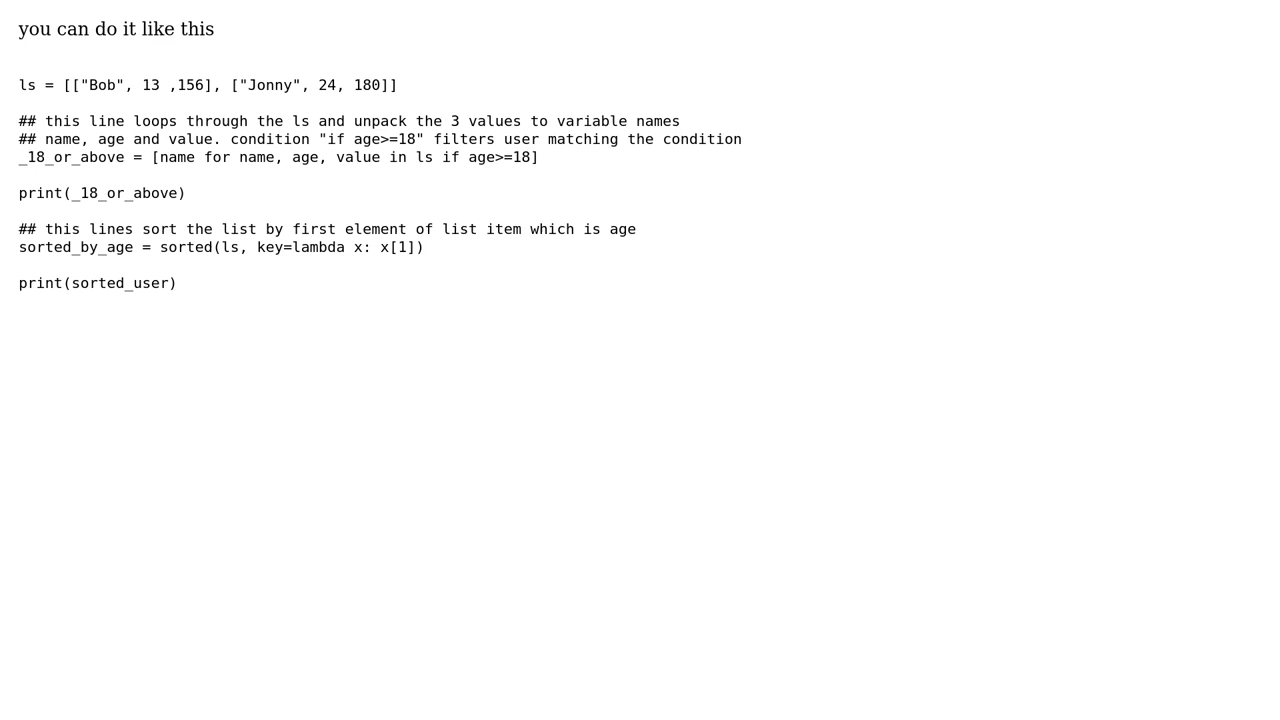 you can do it like this
ls = [["Bob", 13 ,156], ["Jonny", 24, 180]]
## this line loops through the ls and unpack the 3 values to variable names
## name, age and value. condition "if age>=18" filters user matching the condition
_18_or_above = [name for name, age, value in ls if age>=18]
print(_18_or_above)
## this lines sort the list by first element of list item which is age
sorted_by_age = sorted(ls, key=lambda x: x[1])
print(sorted_user)